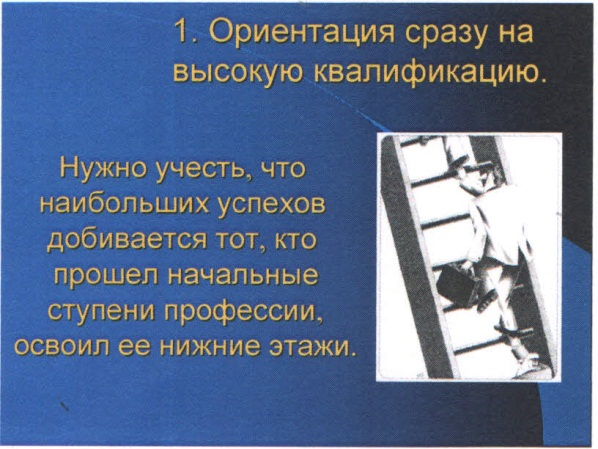 1. Ориентация сразу на
высокую квалификацию.
Нужно учесть, что
наибольших успехов
добивается тот, кто
прошел начальные
ступени профессии,
освоил ее нижние этажи.